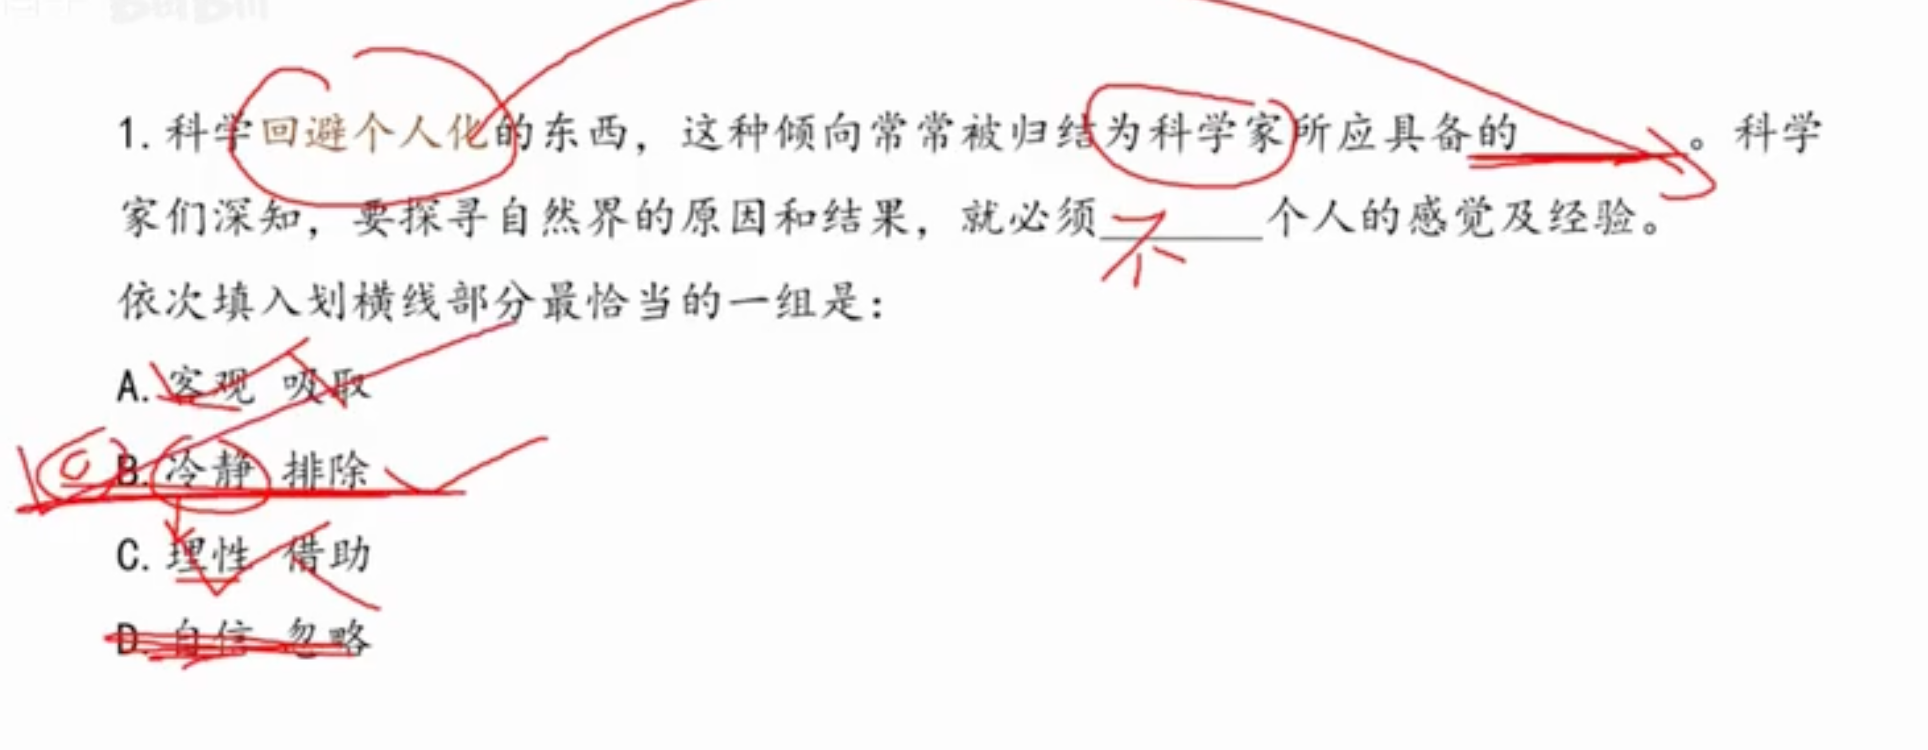 1. 科学回避个人化的东西，这种倾向常常被归结为科学家所应具备的______。科学
家们深知，要探寻自然界的原因和结果，就必须______个人的感觉及经验。
不
依次填入划横线部分最恰当的一组是：
A. 客观 吸取
B. 冷静 排除
C. 理性 借助
D. 自信 忽略